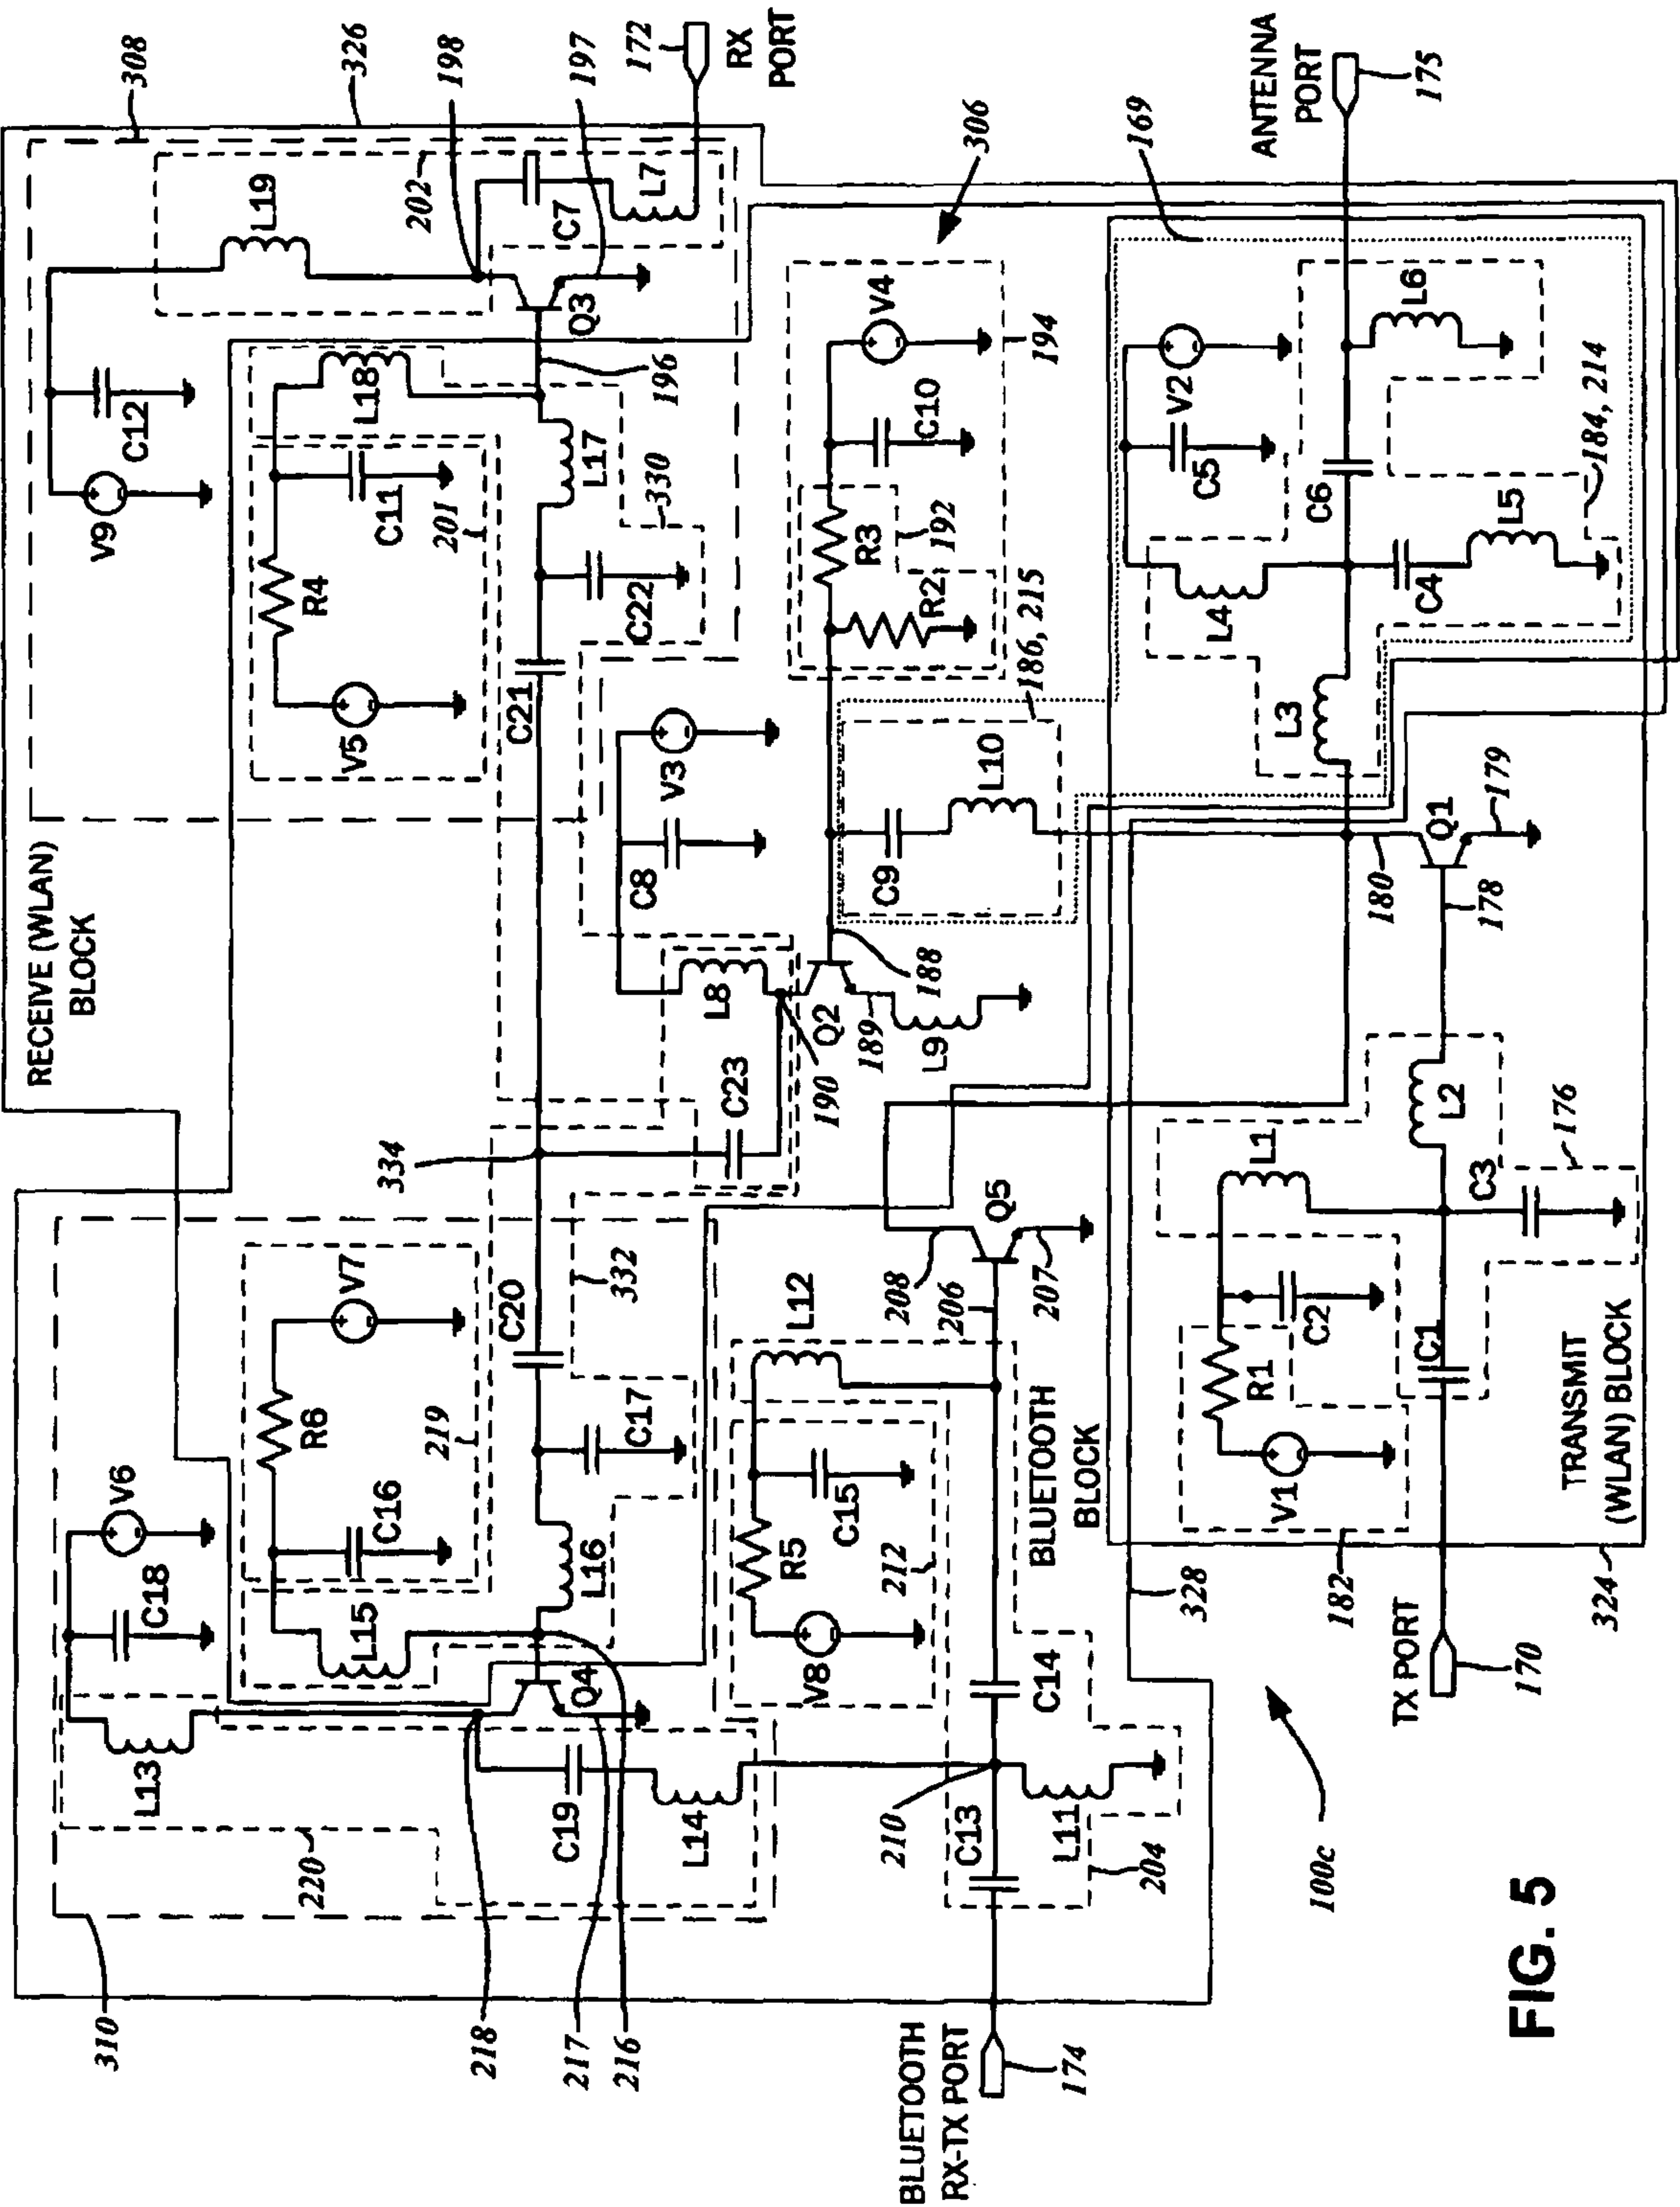 308
326
198
197
172
RX
PORT
L19
202
C7
L7
Q3
V9
C12
L18
196
C11
R4
201
V5
L17
330
C22
C21
RECEIVE (WLAN)
BLOCK
V4
194
C10
R3
192
R2
306
186, 215
V3
C8
L10
C9
L8
Q2
188
189
L9
190
C23
334
169
ANTENNA
PORT
175
V2
C5
L6
C6
184, 214
L4
C4
L5
L3
Q1
179
180
178
310
V6
C18
L13
V7
R6
219
C16
L15
C20
332
C17
L16
Q4
220
C19
L14
218
217
216
L12
208
206
207
Q5
R5
C15
212
V8
BLUETOOTH
BLOCK
C14
210
C13
L11
204
BLUETOOTH
RX-TX PORT
174
L1
L2
C3
176
C2
R1
C1
V1
182
TRANSMIT
(WLAN) BLOCK
328
324
TX PORT
170
100c
FIG. 5